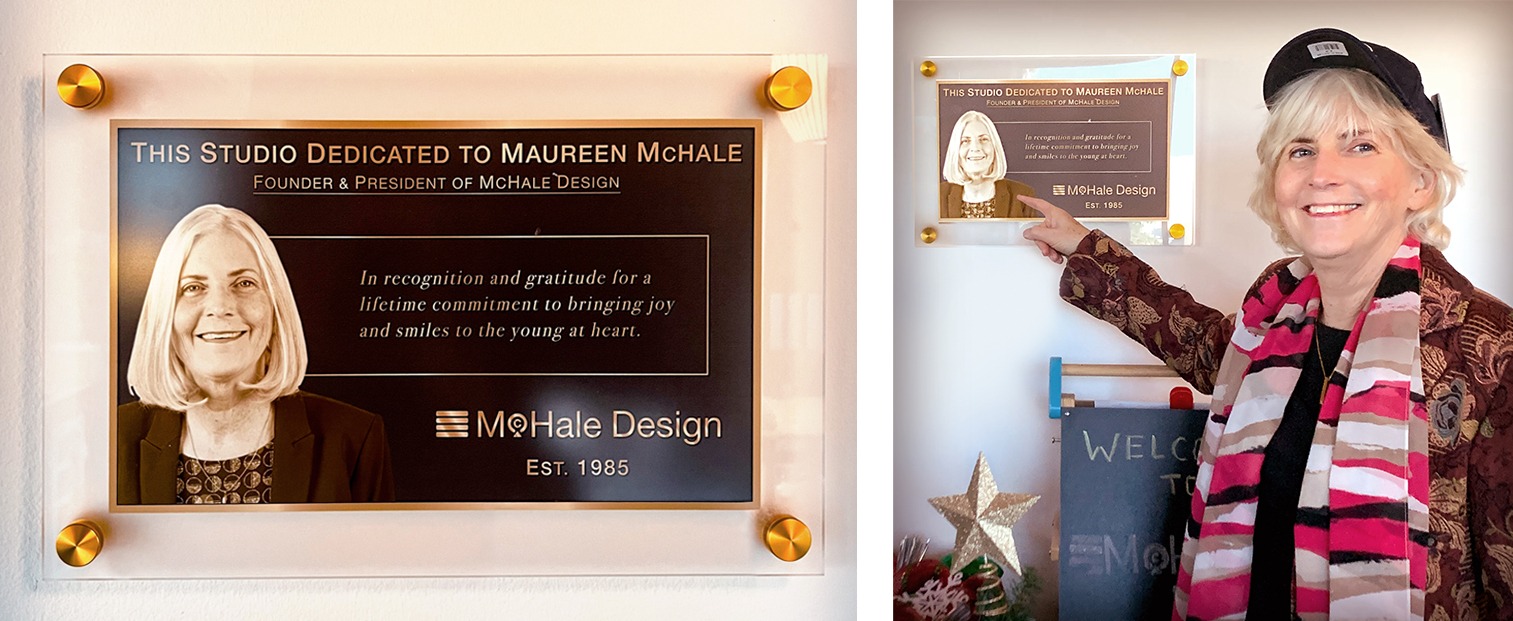 THIS STUDIO DEDICATED TO MAUREEN MCHALE
FOUNDER & PRESIDENT OF MCHALE DESIGN
In recognition and gratitude for a
lifetime commitment to bringing joy
and smiles to the young at heart.
McHale Design
EST. 1985
THIS STUDIO DEDICATED TO MAUREEN MCHALE
FOUNDER & PRESIDENT OF MCHALE DESIGN
In recognition and gratitude for a
lifetime commitment to bringing joy
and smiles to the young at heart.
McHale Design
EST. 1985
WELCO
TO
McH